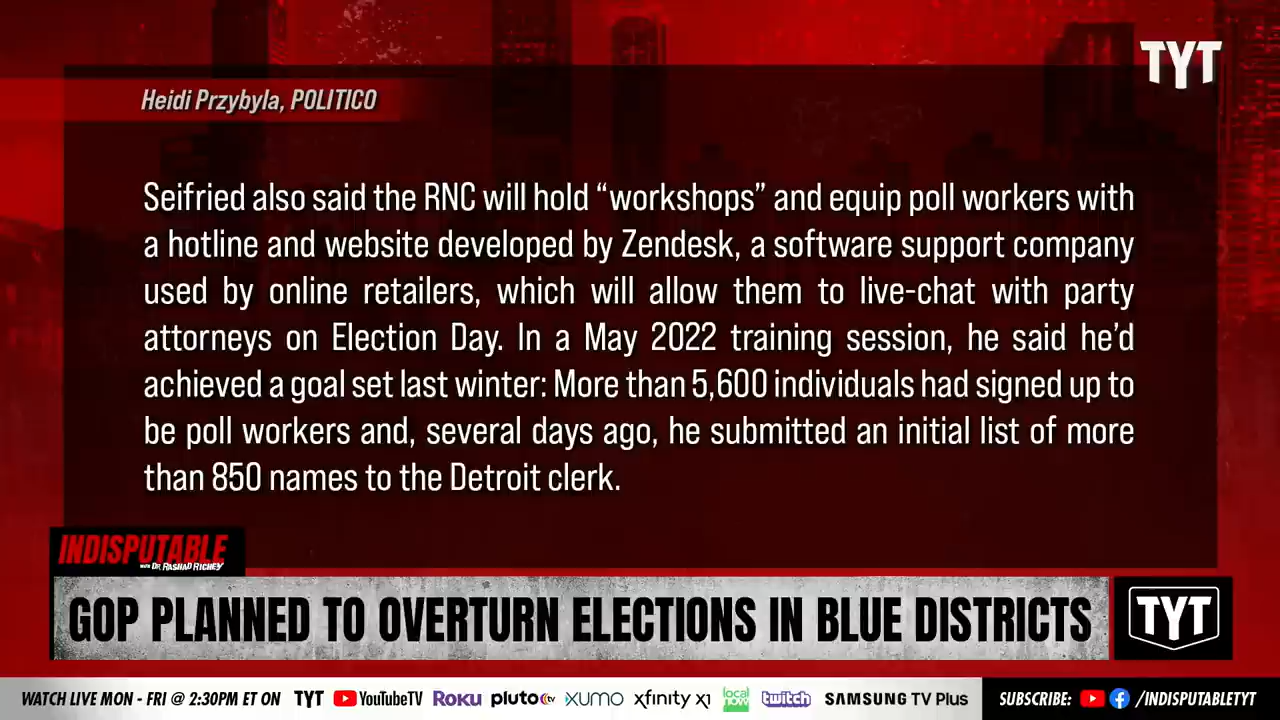 TYT
Heidi Przybyla, POLITICO
Seifried also said the RNC will hold “workshops” and equip poll workers with
a hotline and website developed by Zendesk, a software support company
used by online retailers, which will allow them to live-chat with party
attorneys on Election Day. In a May 2022 training session, he said he’d
achieved a goal set last winter: More than 5,600 individuals had signed up to
be poll workers and, several days ago, he submitted an initial list of more
than 850 names to the Detroit clerk.
INDISPUTABLE
WITH DR. RASHAD RICHEY
GOP PLANNED TO OVERTURN ELECTIONS IN BLUE DISTRICTS
TYT
WATCH LIVE MON - FRI @ 2:30PM ET ON TYT YouTubeTV ROKU pluto tv XUMO xfinity X1 local now twitch SAMSUNG TV Plus SUBSCRIBE: /INDISPUTABLETYT